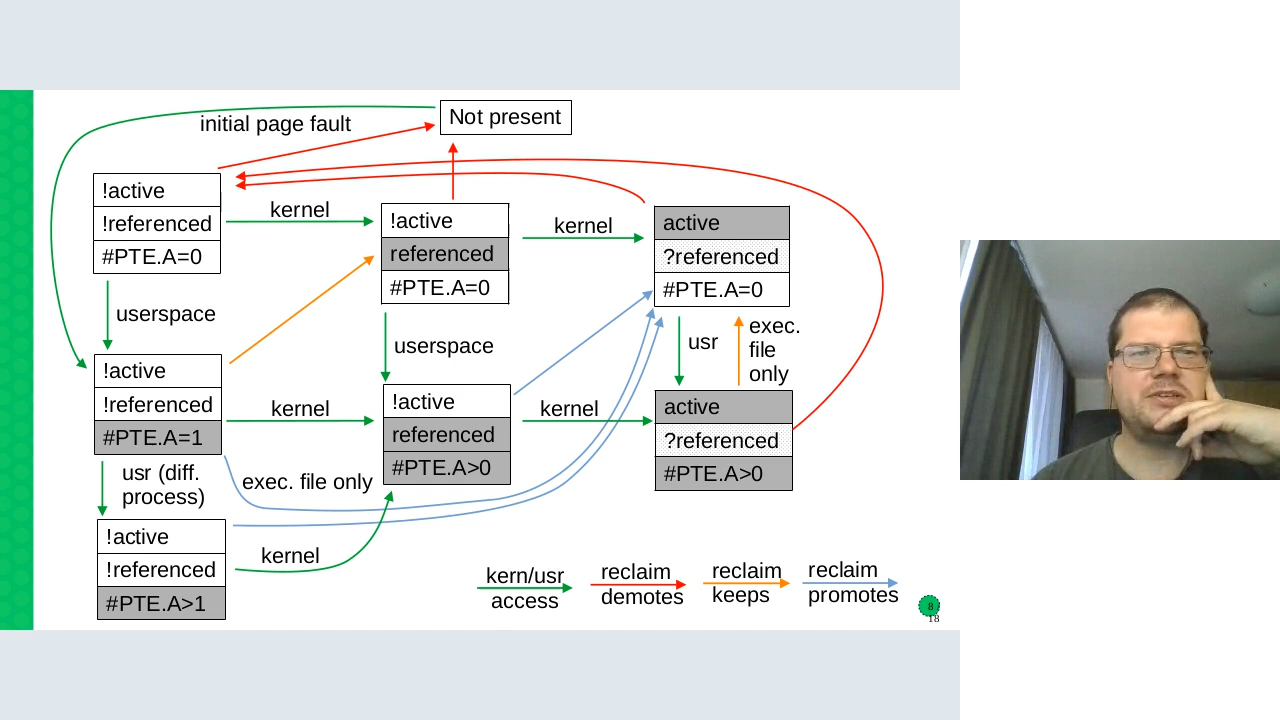 Not present
initial page fault
!active
!referenced
#PTE.A=0
kernel
!active
referenced
#PTE.A=0
kernel
active
?referenced
#PTE.A=0
userspace
userspace
usr
exec.
file
only
!active
!referenced
#PTE.A=1
kernel
!active
referenced
#PTE.A>0
kernel
active
?referenced
#PTE.A>0
usr (diff.
process)
exec. file only
!active
!referenced
#PTE.A>1
kernel
kern/usr
access
reclaim
demotes
reclaim
keeps
reclaim
promotes
8
18